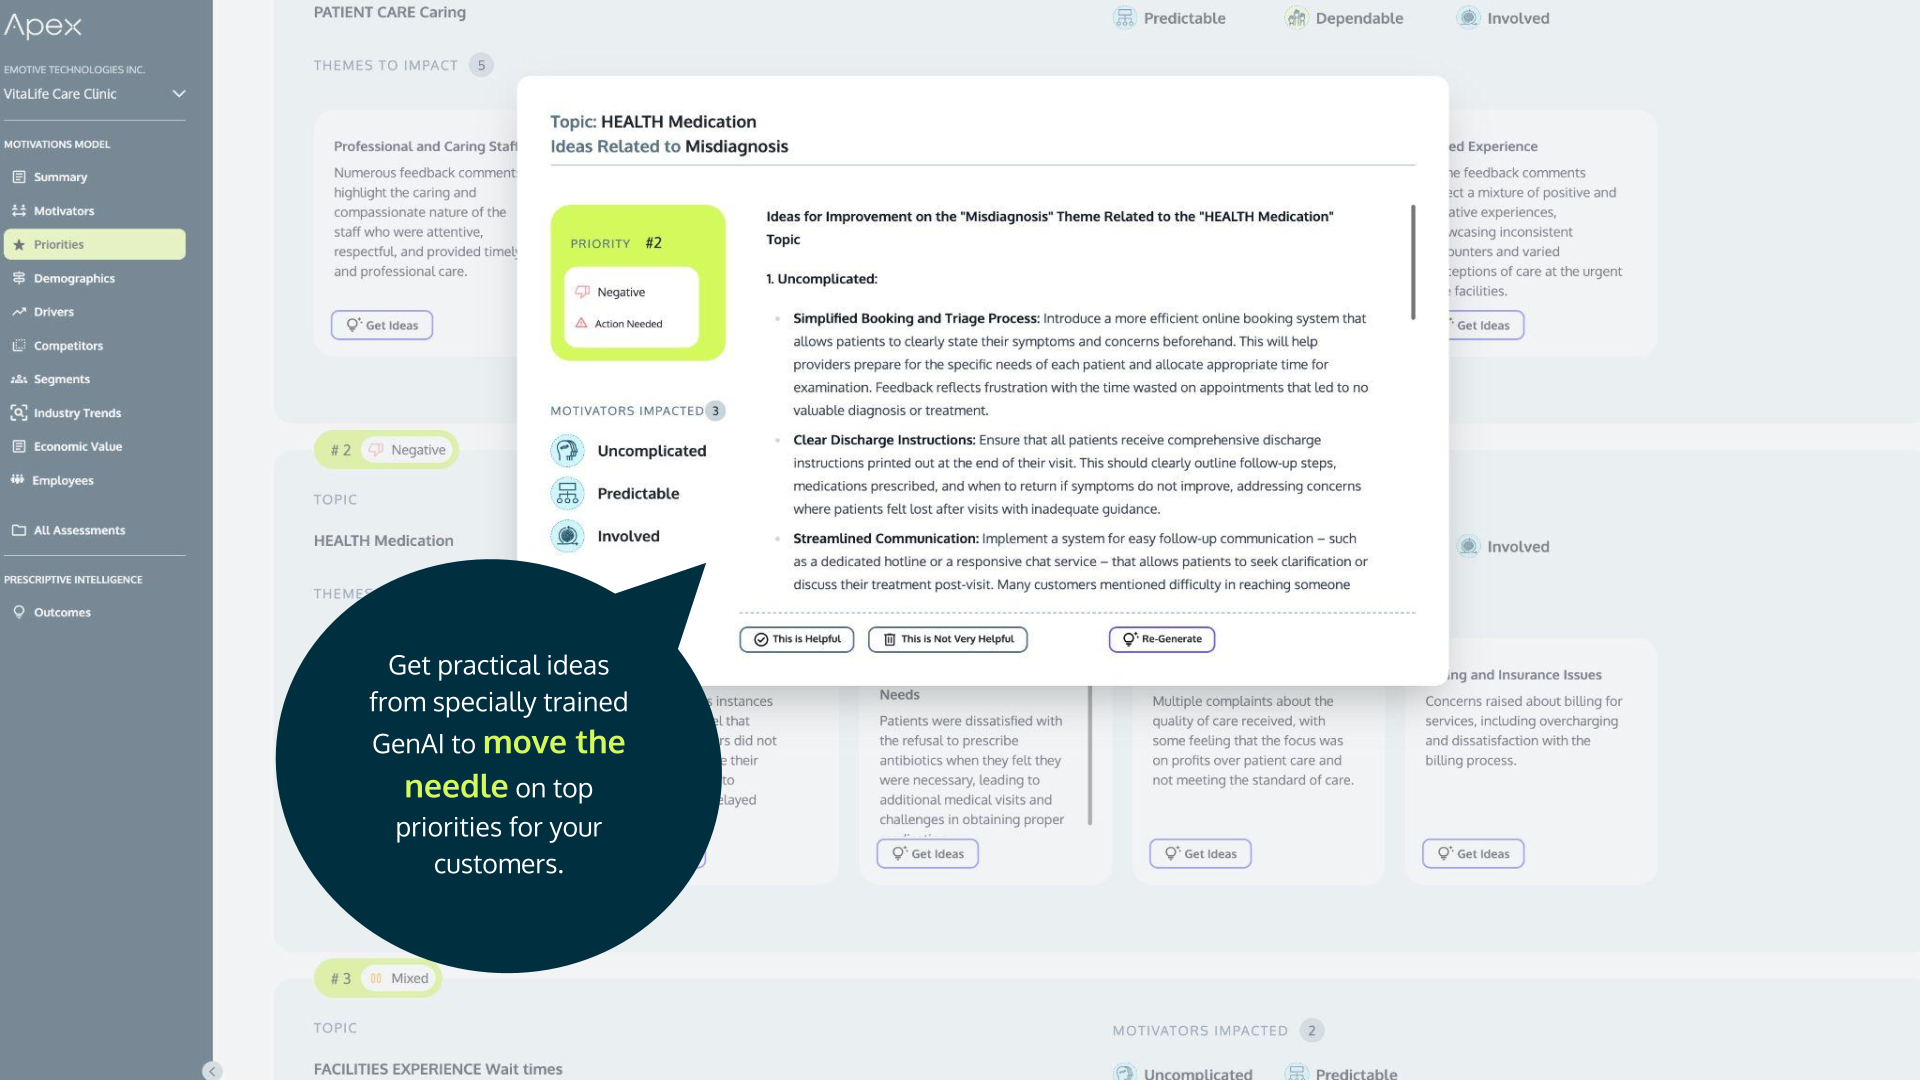 Apex
EMOTIVE TECHNOLOGIES INC.
VitaLife Care Clinic
MOTIVATIONS MODEL
Summary
Motivators
Priorities
Demographics
Drivers
Competitors
Segments
Industry Trends
Economic Value
Employees
All Assessments
PRESCRIPTIVE INTELLIGENCE
Outcomes
PATIENT CARE Caring
Predictable
Dependable
Involved
THEMES TO IMPACT 5
Professional and Caring Staff
Numerous feedback comment
highlight the caring and
compassionate nature of the
staff who were attentive,
respectful, and provided timel
and professional care.
Get Ideas
ed Experience
feedback comments
a mixture of positive and
experiences,
inconsistent
and varied
of care at the urgent
facilities.
Get Ideas
Topic: HEALTH Medication
Ideas Related to Misdiagnosis
PRIORITY #2
Negative
Action Needed
MOTIVATORS IMPACTED 3
Uncomplicated
Predictable
Involved
Ideas for Improvement on the "Misdiagnosis" Theme Related to the "HEALTH Medication"
Topic
1. Uncomplicated:
Simplified Booking and Triage Process: Introduce a more efficient online booking system that
allows patients to clearly state their symptoms and concerns beforehand. This will help
providers prepare for the specific needs of each patient and allocate appropriate time for
examination. Feedback reflects frustration with the time wasted on appointments that led to no
valuable diagnosis or treatment.
Clear Discharge Instructions: Ensure that all patients receive comprehensive discharge
instructions printed out at the end of their visit. This should clearly outline follow-up steps,
medications prescribed, and when to return if symptoms do not improve, addressing concerns
where patients felt lost after visits with inadequate guidance.
Streamlined Communication: Implement a system for easy follow-up communication – such
as a dedicated hotline or a responsive chat service – that allows patients to seek clarification or
discuss their treatment post-visit. Many customers mentioned difficulty in reaching someone
This is Helpful
This is Not Very Helpful
Re-Generate
# 2 Negative
TOPIC
HEALTH Medication
THEMES
Involved
Get practical ideas
from specially trained
GenAI to move the
needle on top
priorities for your
customers.
instances
that
did not
their
to
elayed
Needs
Patients were dissatisfied with
the refusal to prescribe
antibiotics when they felt they
were necessary, leading to
additional medical visits and
challenges in obtaining proper
Get Ideas
Multiple complaints about the
quality of care received, with
some feeling that the focus was
on profits over patient care and
not meeting the standard of care.
Get Ideas
ng and Insurance Issues
Concerns raised about billing for
services, including overcharging
and dissatisfaction with the
billing process.
Get Ideas
# 3 Mixed
TOPIC
FACILITIES EXPERIENCE Wait times
MOTIVATORS IMPACTED 2
Uncomplicated
Predictable